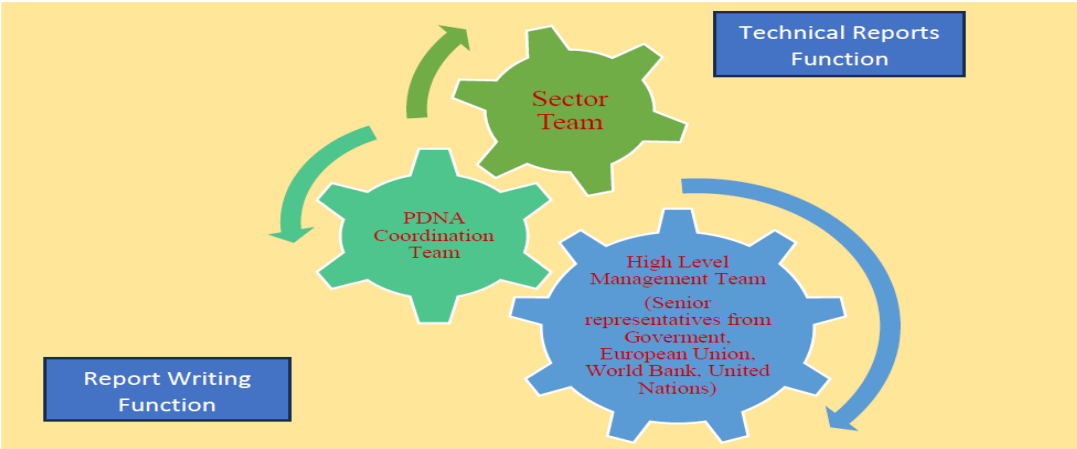 Technical Reports
Function
Sector
Team
PDNA
Coordination
Team
High Level
Management Team
(Senior
representatives from
Goverment,
European Union,
World Bank, United
Nations)
Report Writing
Function